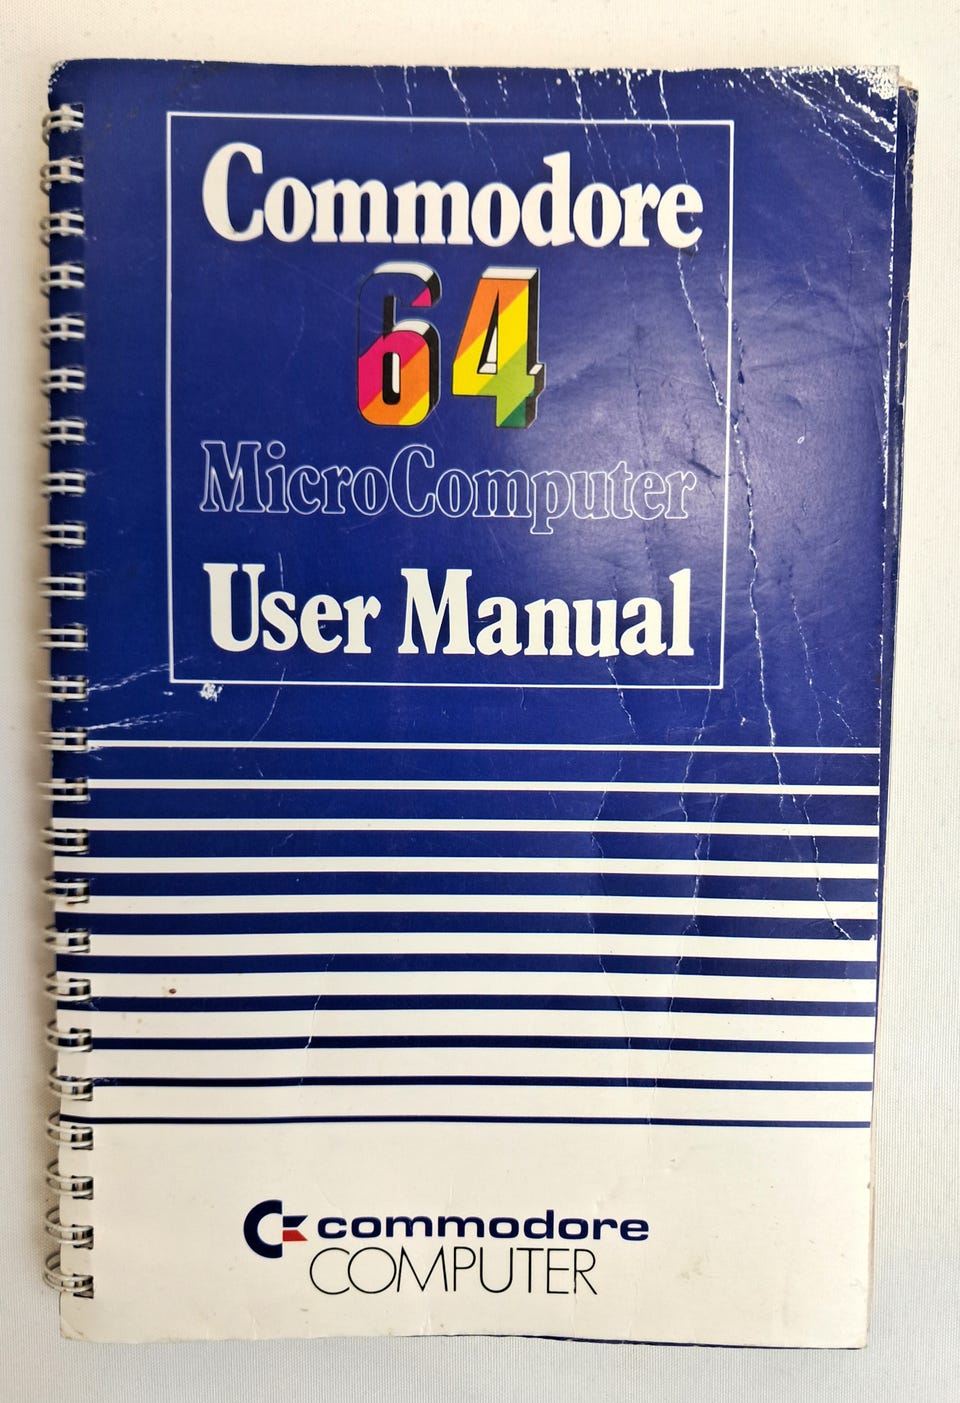 Commodore
64
MicroComputer
User Manual
commodore
COMPUTER